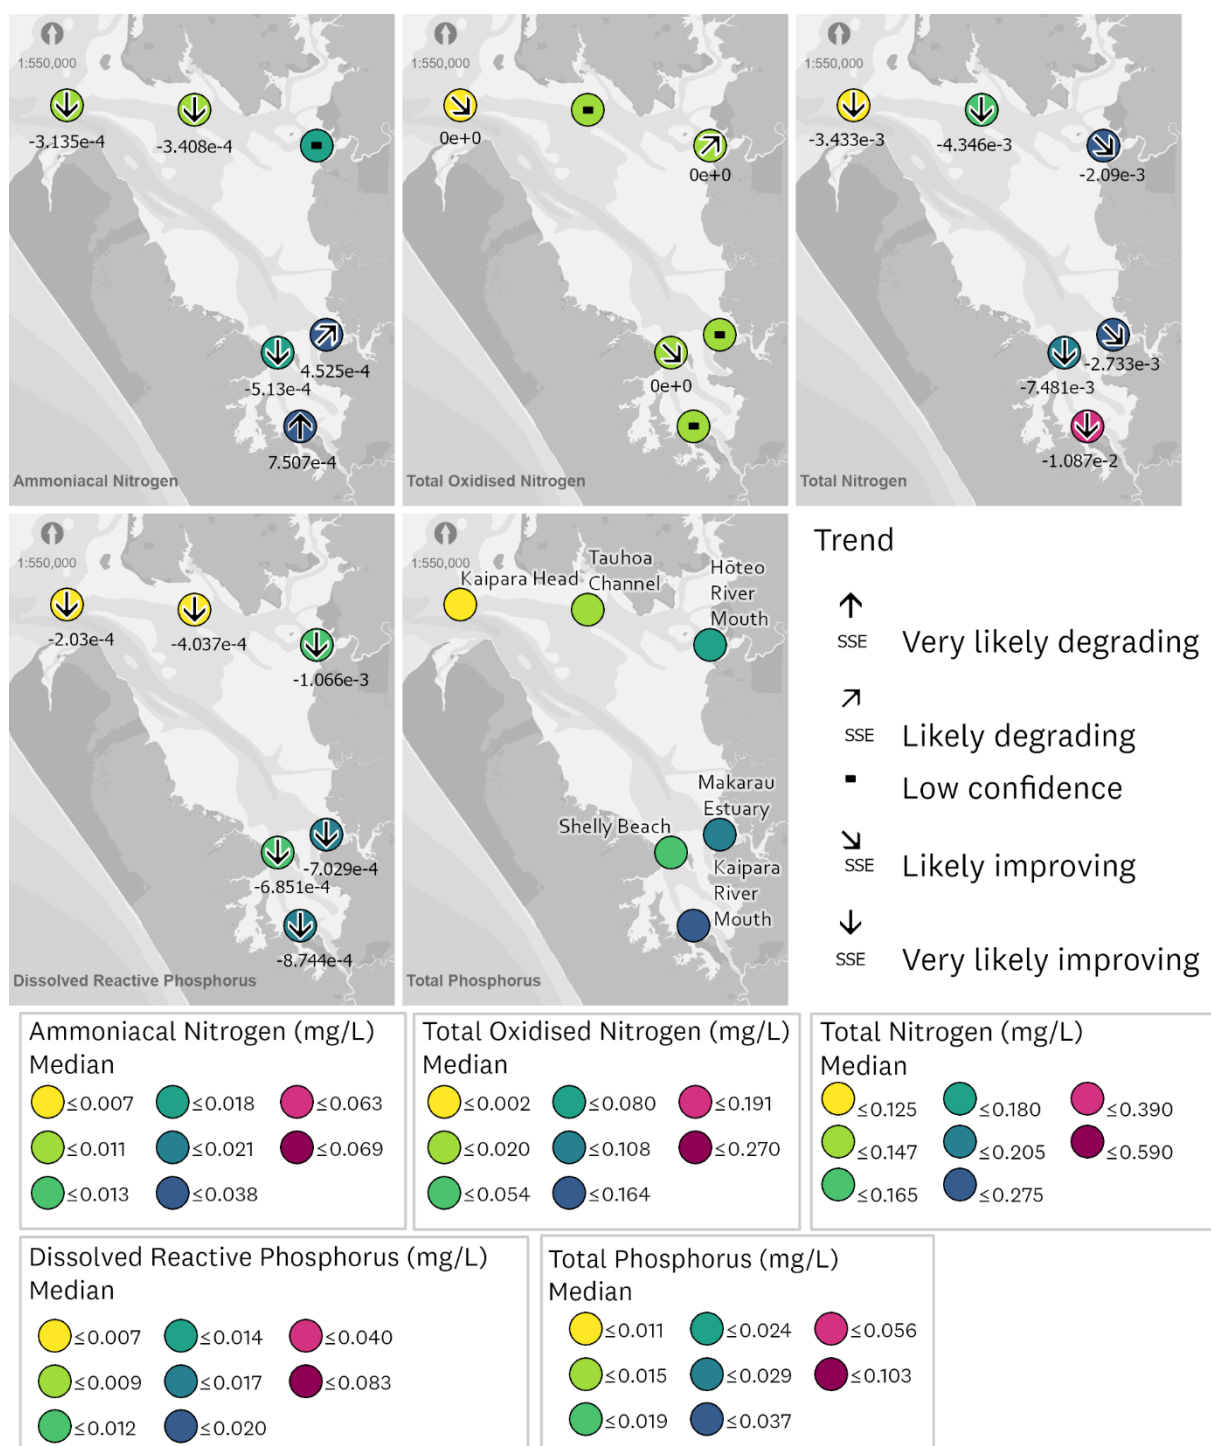 1:550,000
-3.135e-4
-3.408e-4
4.525e-4
-5.13e-4
7.507e-4
Ammoniacal Nitrogen
1:550,000
0e+0
0e+0
0e+0
Total Oxidised Nitrogen
1:550,000
-3.433e-3
-4.346e-3
-2.09e-3
-2.733e-3
-7.481e-3
-1.087e-2
Total Nitrogen
1:550,000
-2.03e-4
-4.037e-4
-1.066e-3
-7.029e-4
-6.851e-4
-8.744e-4
Dissolved Reactive Phosphorus
1:550,000
Kaipara Head
Tauhoa
Channel
Hōteo
River
Mouth
Makarau
Estuary
Shelly Beach
Kaipara
River
Mouth
Total Phosphorus
Trend
SSE Very likely degrading
SSE Likely degrading
Low confidence
SSE Likely improving
SSE Very likely improving
Ammoniacal Nitrogen (mg/L)
Median
≤0.007 ≤0.018 ≤0.063
≤0.011 ≤0.021 ≤0.069
≤0.013 ≤0.038
Total Oxidised Nitrogen (mg/L)
Median
≤0.002 ≤0.080 ≤0.191
≤0.020 ≤0.108 ≤0.270
≤0.054 ≤0.164
Total Nitrogen (mg/L)
Median
≤0.125 ≤0.180 ≤0.390
≤0.147 ≤0.205 ≤0.590
≤0.165 ≤0.275
Dissolved Reactive Phosphorus (mg/L)
Median
≤0.007 ≤0.014 ≤0.040
≤0.009 ≤0.017 ≤0.083
≤0.012 ≤0.020
Total Phosphorus (mg/L)
Median
≤0.011 ≤0.024 ≤0.056
≤0.015 ≤0.029 ≤0.103
≤0.019 ≤0.037